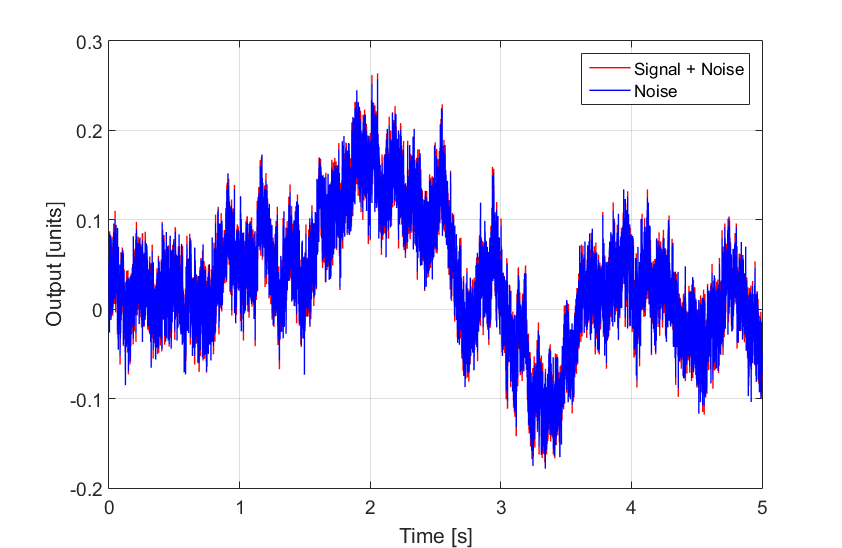 0.3
0.2
0.1
0
-0.1
-0.2
Output [units]
Signal + Noise
Noise
0 1 2 3 4 5
Time [s]